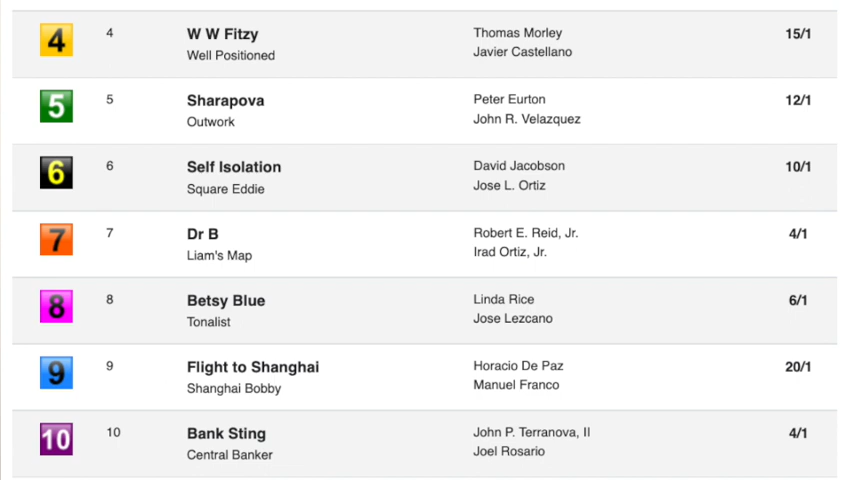 4 4 W W Fitzy Thomas Morley 15/1
Well Positioned Javier Castellano
5 5 Sharapova Peter Eurton 12/1
Outwork John R. Velazquez
6 6 Self Isolation David Jacobson 10/1
Square Eddie Jose L. Ortiz
7 7 Dr B Robert E. Reid, Jr. 4/1
Liam's Map Irad Ortiz, Jr.
8 8 Betsy Blue Linda Rice 6/1
Tonalist Jose Lezcano
9 9 Flight to Shanghai Horacio De Paz 20/1
Shanghai Bobby Manuel Franco
10 10 Bank Sting John P. Terranova, II 4/1
Central Banker Joel Rosario